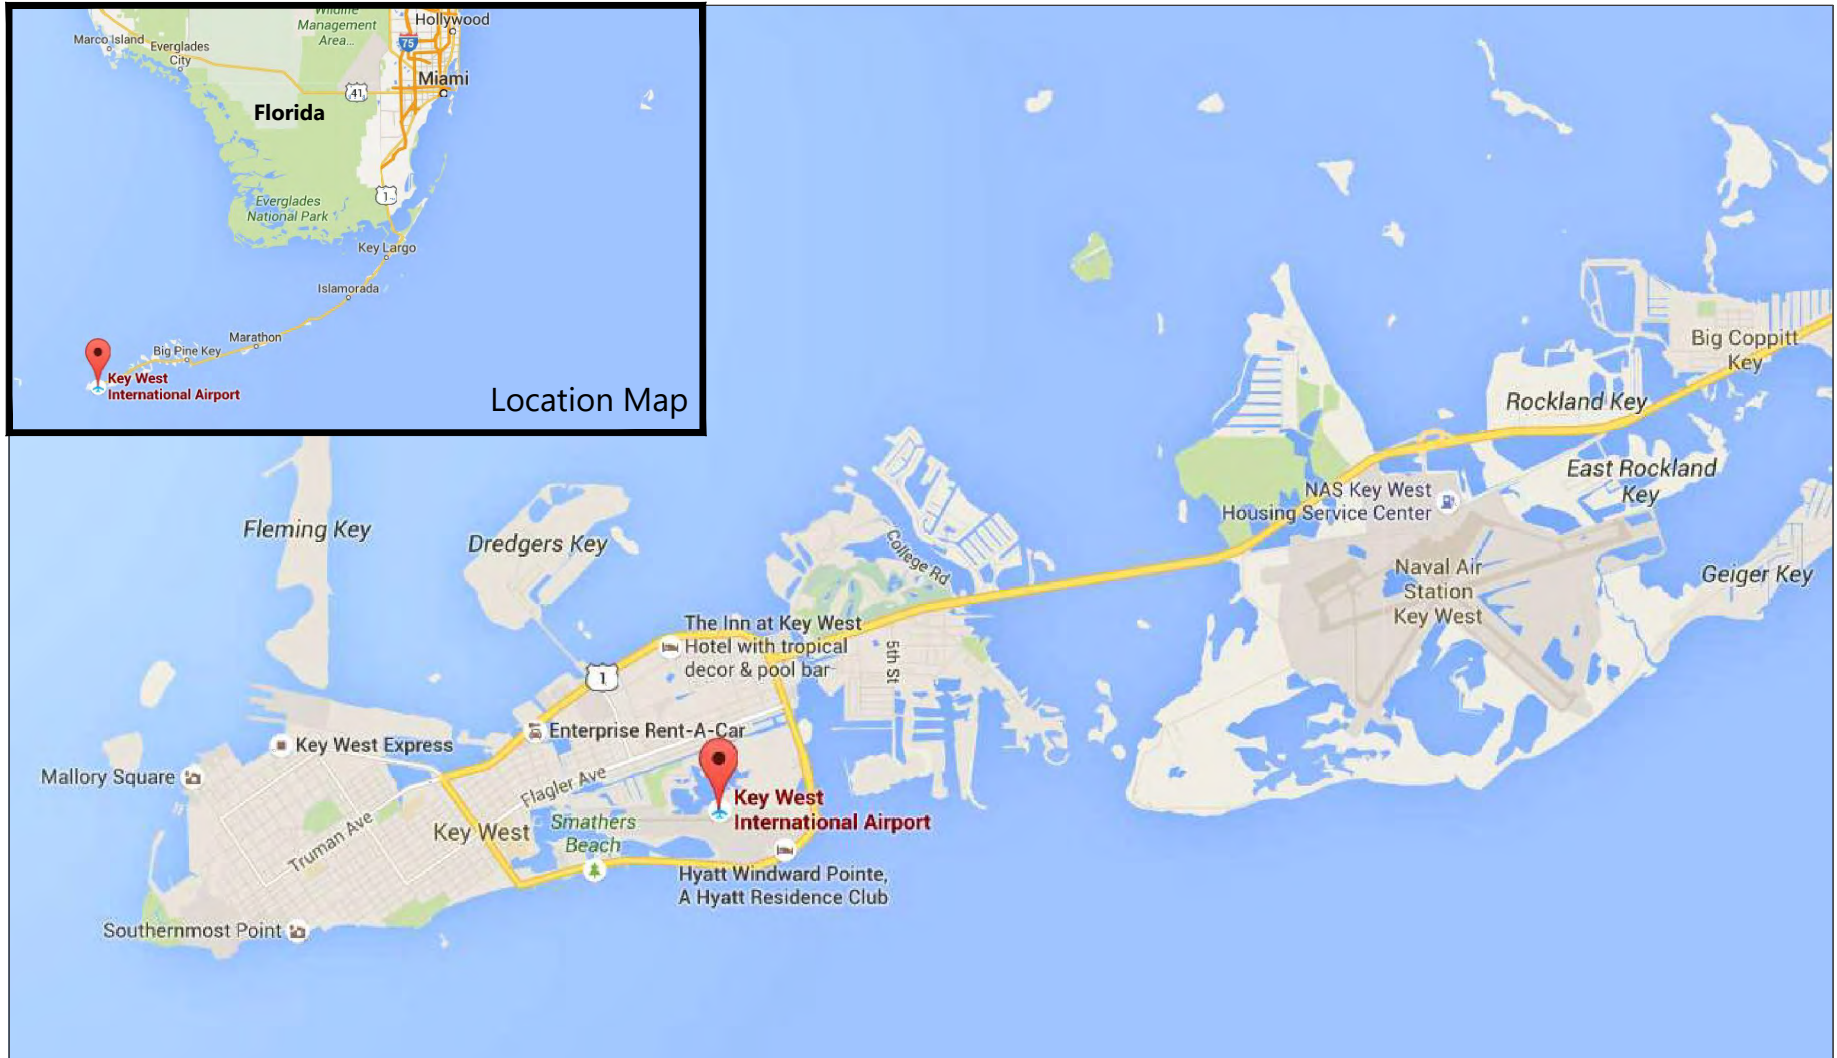 Wildlife
Management
Area...
Hollywood
Marco Island
Everglades
City
75
Miami
41
Florida
Everglades
National Park
1
Key Largo
Islamorada
Marathon
Big Pine Key
Key West
International Airport
Location Map
Big Coppitt
Key
Rockland Key
East Rockland
Key
NAS Key West
Housing Service Center
Fleming Key
Dredgers Key
College Rd
Naval Air
Station
Key West
Geiger Key
The Inn at Key West
Hotel with tropical
decor & pool bar
5th St
1
Enterprise Rent-A-Car
Key West Express
Mallory Square
Flagler Ave
Key West
International Airport
Truman Ave
Key West
Smathers
Beach
Hyatt Windward Pointe,
A Hyatt Residence Club
Southernmost Point